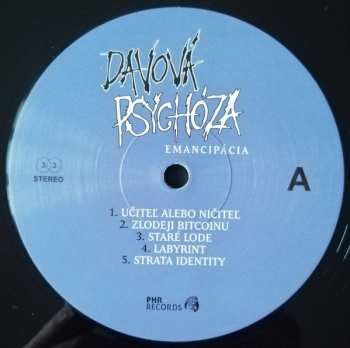 DAVOVÁ
PSYCHÓZA
EMANCIPÁCIA
33
STEREO
A
1. UČITEĽ ALEBO NIČITEĽ
2. ZLODEJI BITCOINU
3. STARÉ LODE
4. LABYRINT
5. STRATA IDENTITY
PHR
RECORDS